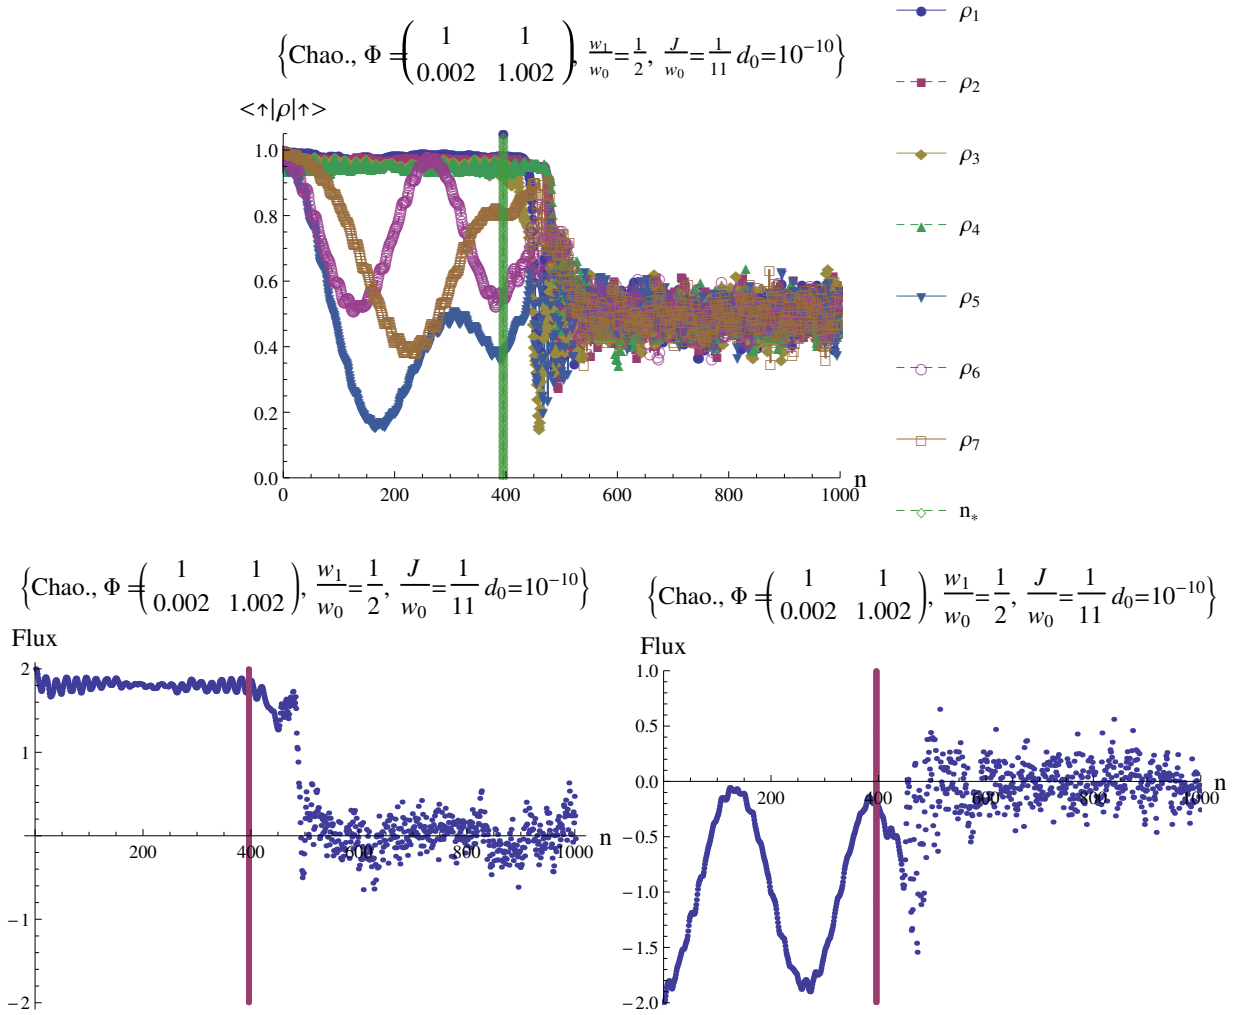 {Chao., Φ = ( 1 1 0.002 1.002 ), w₁/w₀ = 1/2, J/w₀ = 1/11 d₀=10⁻¹⁰}
<↑|ρ|↑>
1.0
0.8
0.6
0.4
0.2
0.0
0 200 400 600 800 1000 n
ρ₁
ρ₂
ρ₃
ρ₄
ρ₅
ρ₆
ρ₇
n*
{Chao., Φ = ( 1 1 0.002 1.002 ), w₁/w₀ = 1/2, J/w₀ = 1/11 d₀=10⁻¹⁰}
Flux
2
1
−1
−2
200 400 600 800 1000 n
{Chao., Φ = ( 1 1 0.002 1.002 ), w₁/w₀ = 1/2, J/w₀ = 1/11 d₀=10⁻¹⁰}
Flux
1.0
0.5
0.0
−0.5
−1.0
−1.5
−2.0
200 400 600 800 1000 n